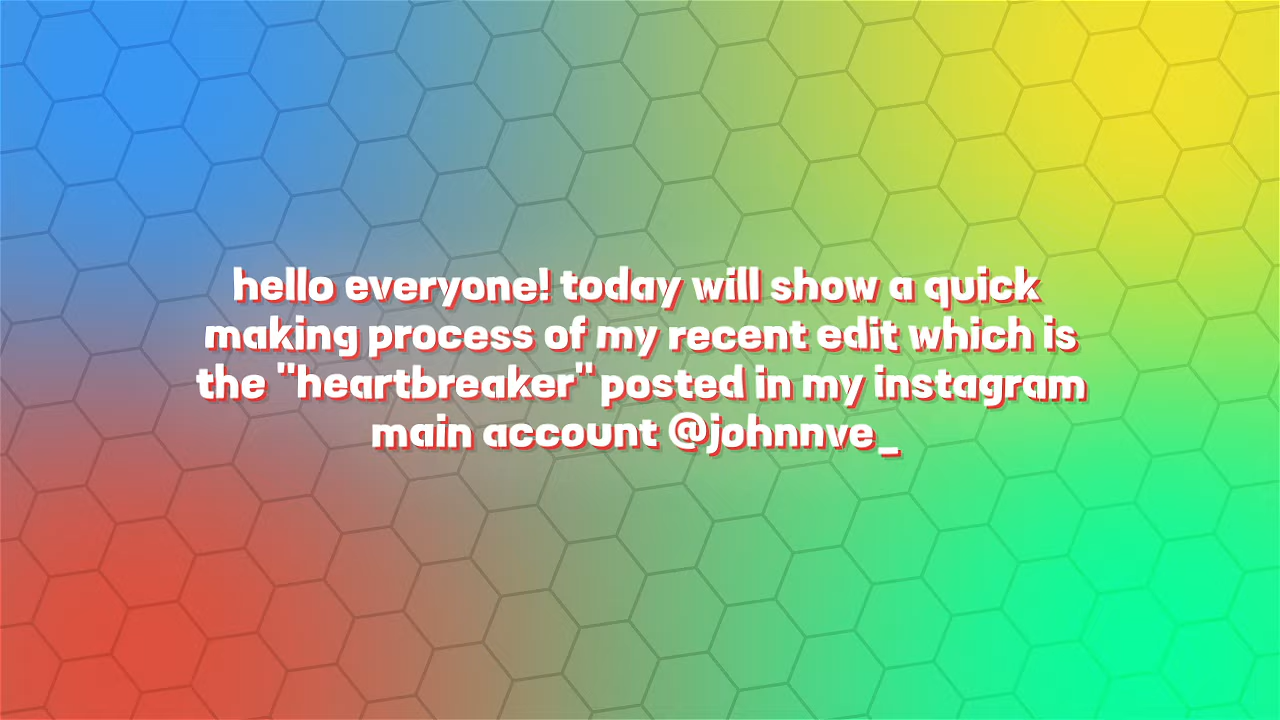 hello everyone! today will show a quick
making process of my recent edit which is
the "heartbreaker" posted in my instagram
main account @johnnve_